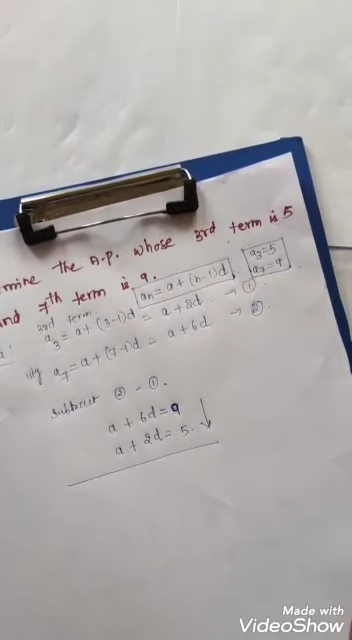 the A.P. whose 3rd term is 5
7th term is 9.
an = a + (n-1)d
a3=5
a7=9
3rd term.
a3 = a + (3-1)d = a + 2d → ①
llly a7 = a + (7-1)d = a + 6d → ②
Subtract ② - ①.
a + 6d = 9
a + 2d = 5.
Made with
VideoShow